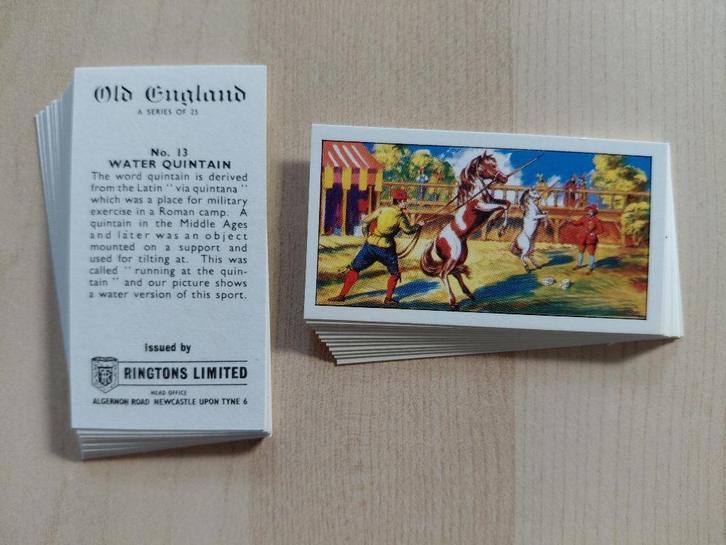 Old England
A SERIES OF 25
No. 13
WATER QUINTAIN
The word quintain is derived
from the Latin "via quintana"
which was a place for military
exercise in a Roman camp. A
quintain in the Middle Ages
and later was an object
mounted on a support and
used for tilting at. This was
called "running at the quin-
tain" and our picture shows
a water version of this sport.
Issued by
RINGTONS LIMITED
HEAD OFFICE
ALGERNON ROAD NEWCASTLE UPON TYNE 6